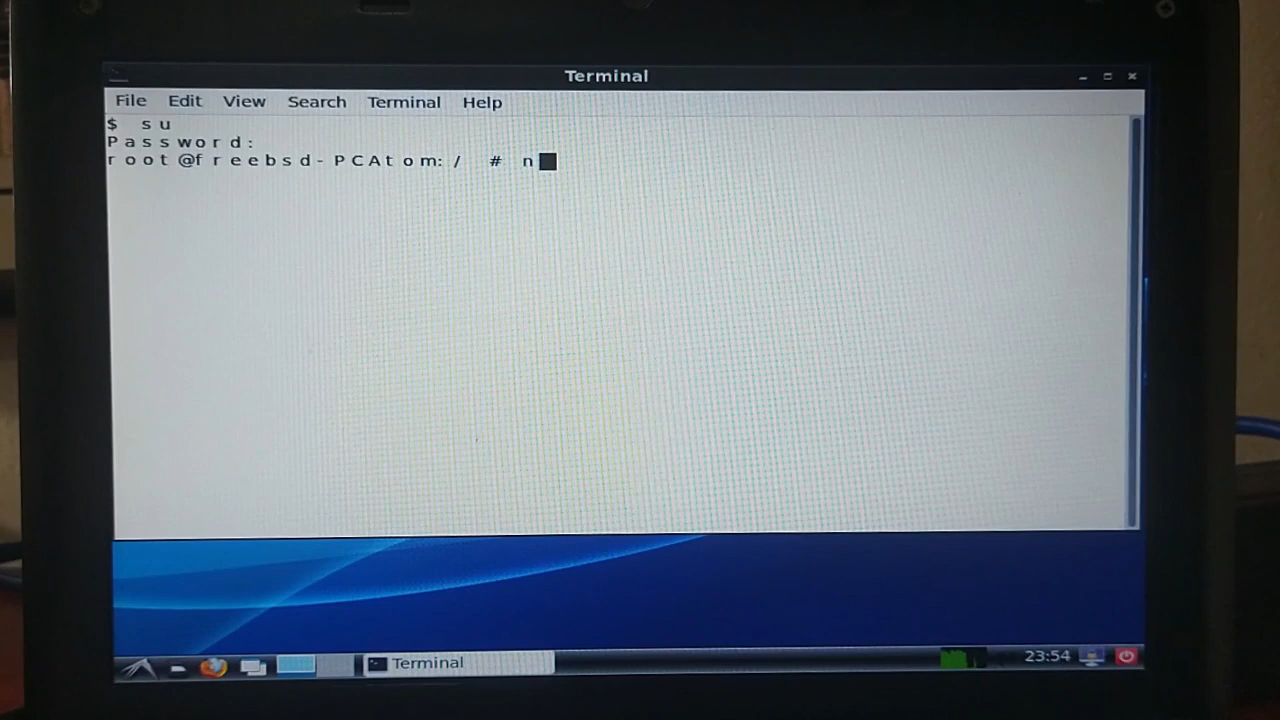 Terminal
File Edit View Search Terminal Help
$ su
Password:
root@freebsd-PCAtom:/ # n
Terminal
23:54